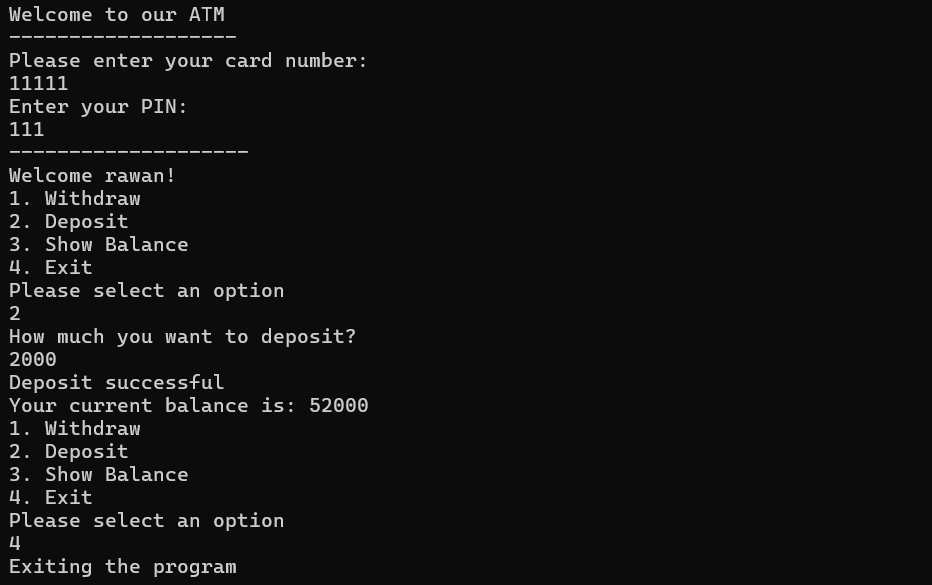 Welcome to our ATM
-------------------
Please enter your card number:
11111
Enter your PIN:
111
--------------------
Welcome rawan!
1. Withdraw
2. Deposit
3. Show Balance
4. Exit
Please select an option
2
How much you want to deposit?
2000
Deposit successful
Your current balance is: 52000
1. Withdraw
2. Deposit
3. Show Balance
4. Exit
Please select an option
4
Exiting the program